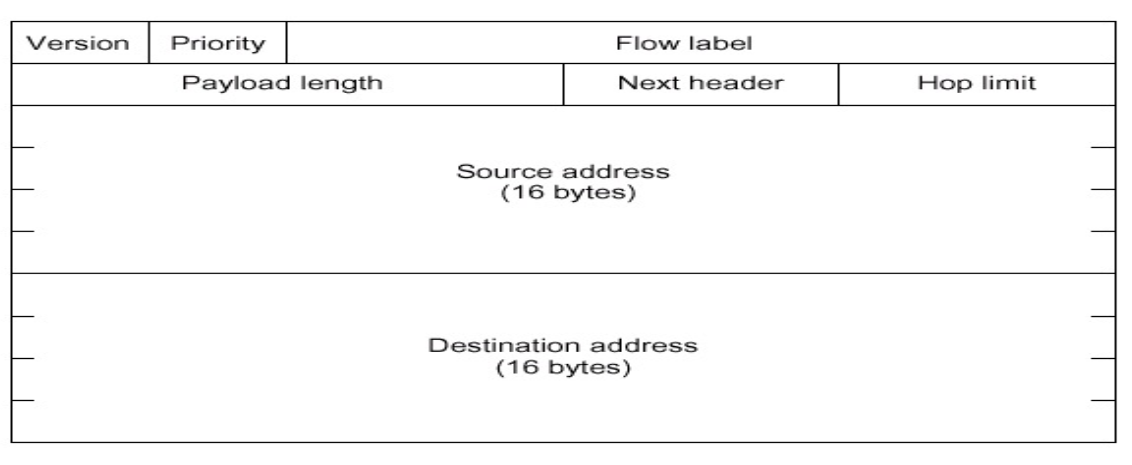 Version Priority Flow label
Payload length Next header Hop limit
Source address
(16 bytes)
Destination address
(16 bytes)